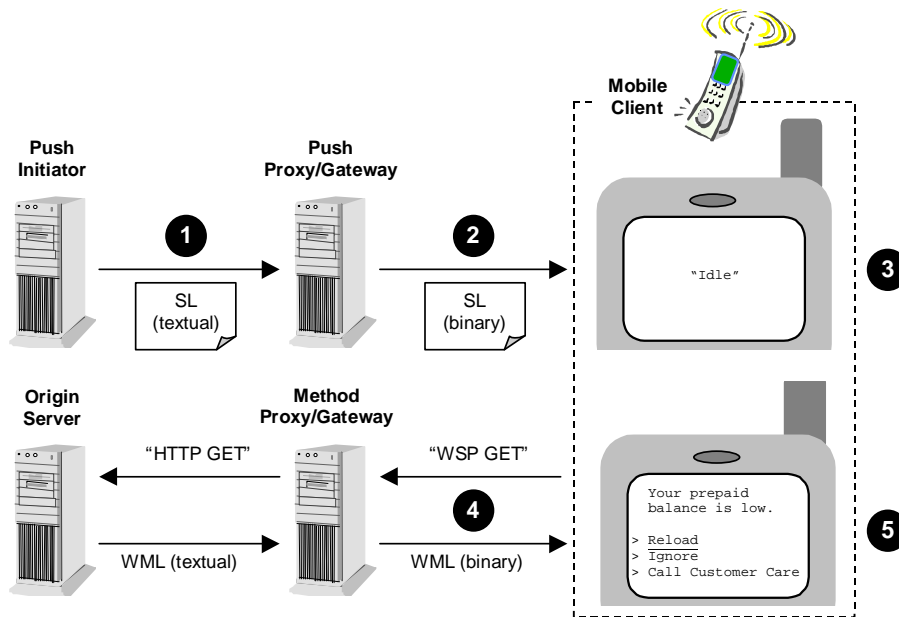 Mobile
Client
Push
Initiator
Push
Proxy/Gateway
1
2
SL
(textual)
SL
(binary)
"Idle"
3
Origin
Server
Method
Proxy/Gateway
“HTTP GET”
“WSP GET”
4
WML (textual)
WML (binary)
Your prepaid
balance is low.
> Reload
> Ignore
> Call Customer Care
5